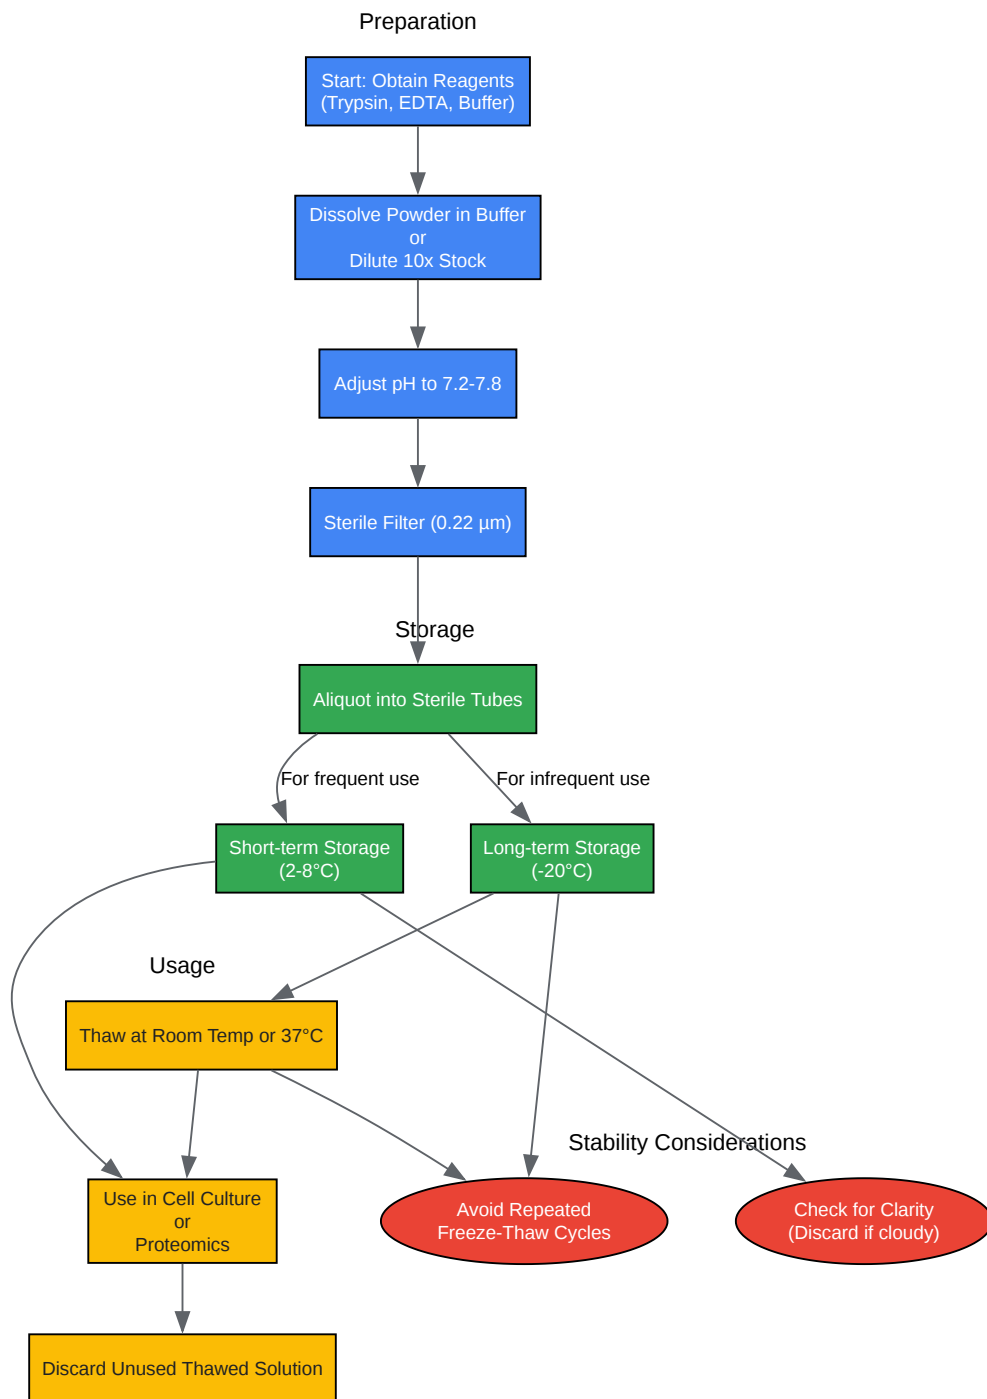 Preparation
Start: Obtain Reagents
(Trypsin, EDTA, Buffer)
Dissolve Powder in Buffer
or
Dilute 10x Stock
Adjust pH to 7.2-7.8
Sterile Filter (0.22 µm)
Storage
Aliquot into Sterile Tubes
For frequent use
For infrequent use
Short-term Storage
(2-8°C)
Long-term Storage
(-20°C)
Usage
Thaw at Room Temp or 37°C
Stability Considerations
Use in Cell Culture
or
Proteomics
Avoid Repeated
Freeze-Thaw Cycles
Check for Clarity
(Discard if cloudy)
Discard Unused Thawed Solution